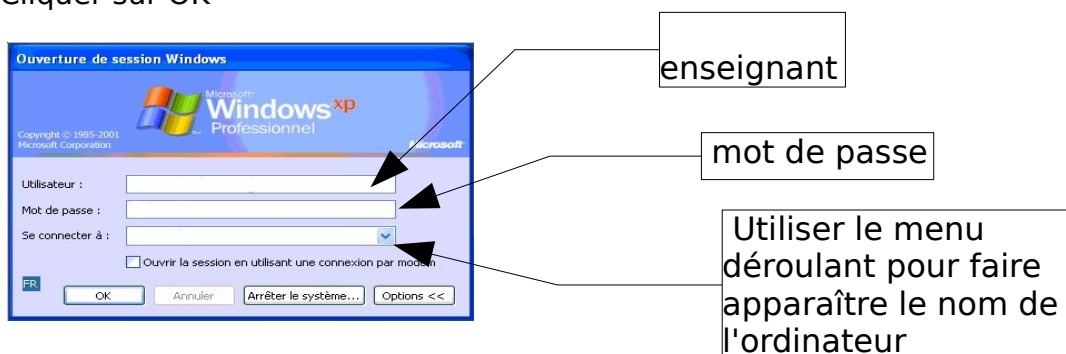 Cliquer sur OK
Ouverture de session Windows
Microsoft
Windows xp
Professionnel
Copyright © 1985-2001
Microsoft Corporation
Microsoft
Utilisateur :
Mot de passe :
Se connecter à :
Ouvrir la session en utilisant une connexion par modem
FR
OK
Annuler
Arrêter le système...
Options <<
enseignant
mot de passe
Utiliser le menu
déroulant pour faire
apparaître le nom de
l'ordinateur